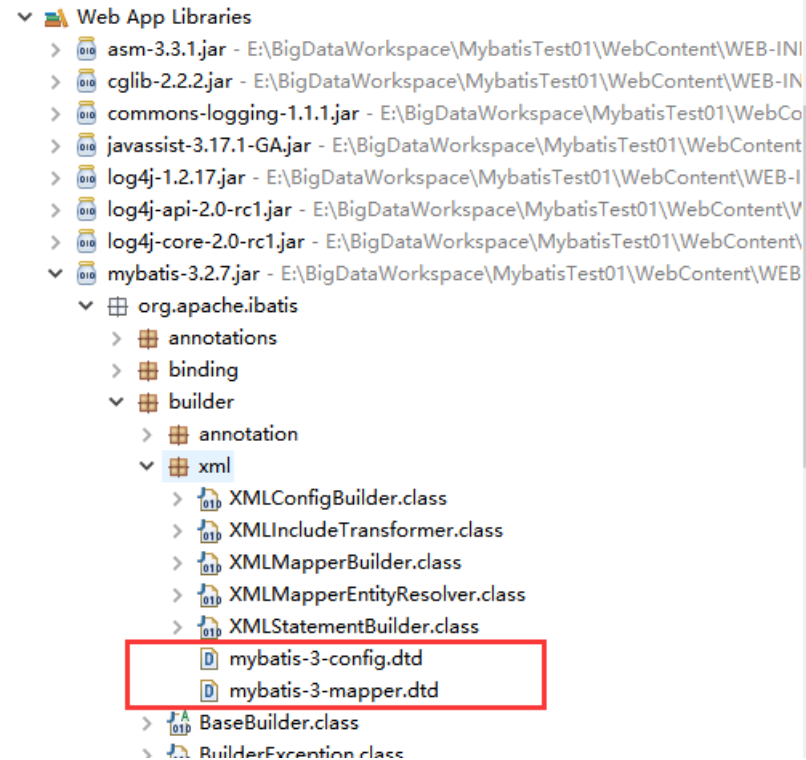 Web App Libraries
asm-3.3.1.jar - E:\BigDataWorkspace\MybatisTest01\WebContent\WEB-INI
cglib-2.2.2.jar - E:\BigDataWorkspace\MybatisTest01\WebContent\WEB-IN
commons-logging-1.1.1.jar - E:\BigDataWorkspace\MybatisTest01\WebCo
javassist-3.17.1-GA.jar - E:\BigDataWorkspace\MybatisTest01\WebContent
log4j-1.2.17.jar - E:\BigDataWorkspace\MybatisTest01\WebContent\WEB-I
log4j-api-2.0-rc1.jar - E:\BigDataWorkspace\MybatisTest01\WebContent\V
log4j-core-2.0-rc1.jar - E:\BigDataWorkspace\MybatisTest01\WebContent\
mybatis-3.2.7.jar - E:\BigDataWorkspace\MybatisTest01\WebContent\WEB
org.apache.ibatis
annotations
binding
builder
annotation
xml
XMLConfigBuilder.class
XMLIncludeTransformer.class
XMLMapperBuilder.class
XMLMapperEntityResolver.class
XMLStatementBuilder.class
mybatis-3-config.dtd
mybatis-3-mapper.dtd
BaseBuilder.class
BuilderException.class